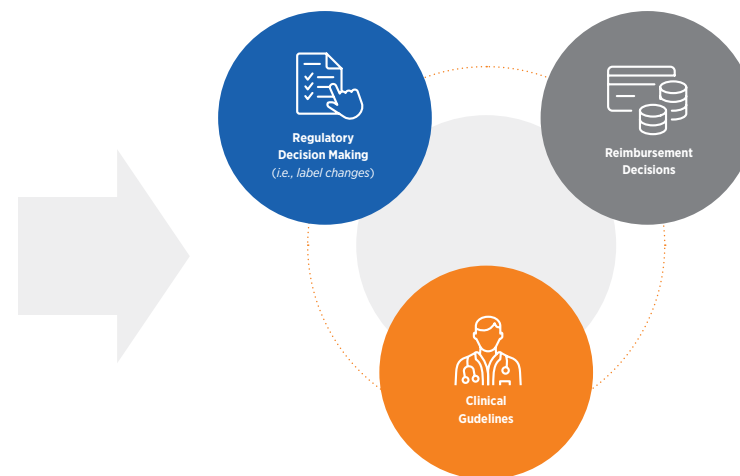 Regulatory
Decision Making
(i.e., label changes)
Reimbursement
Decisions
Clinical
Gudelines